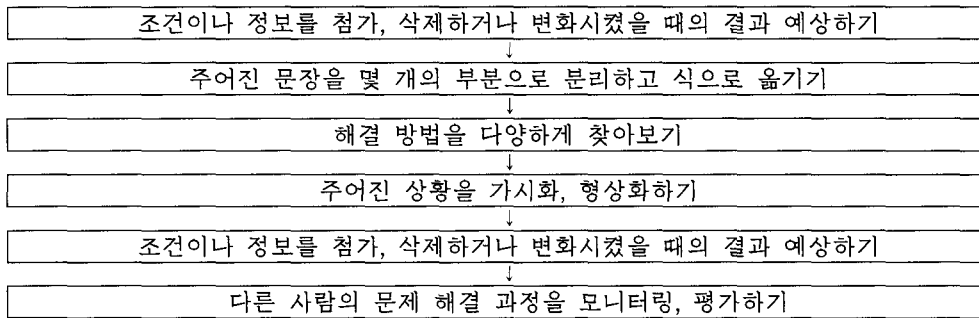 조건이나 정보를 첨가, 삭제하거나 변화시켰을 때의 결과 예상하기
↓
주어진 문장을 몇 개의 부분으로 분리하고 식으로 옮기기
↓
해결 방법을 다양하게 찾아보기
↓
주어진 상황을 가시화, 형상화하기
↓
조건이나 정보를 첨가, 삭제하거나 변화시켰을 때의 결과 예상하기
↓
다른 사람의 문제 해결 과정을 모니터링, 평가하기